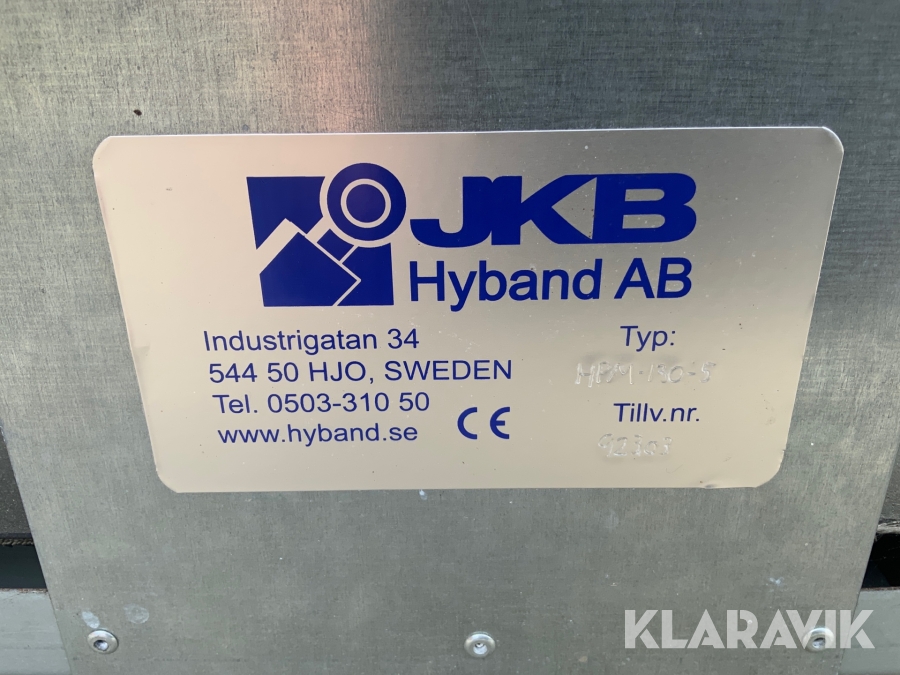 JKB
Hyband AB
Industrigatan 34
544 50 HJO, SWEDEN
Tel. 0503-310 50
www.hyband.se
CE
Typ:
Tillv.nr.
92303
KLARAVIK